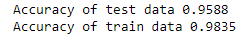 Accuracy of test data 0.9588
Accuracy of train data 0.9835